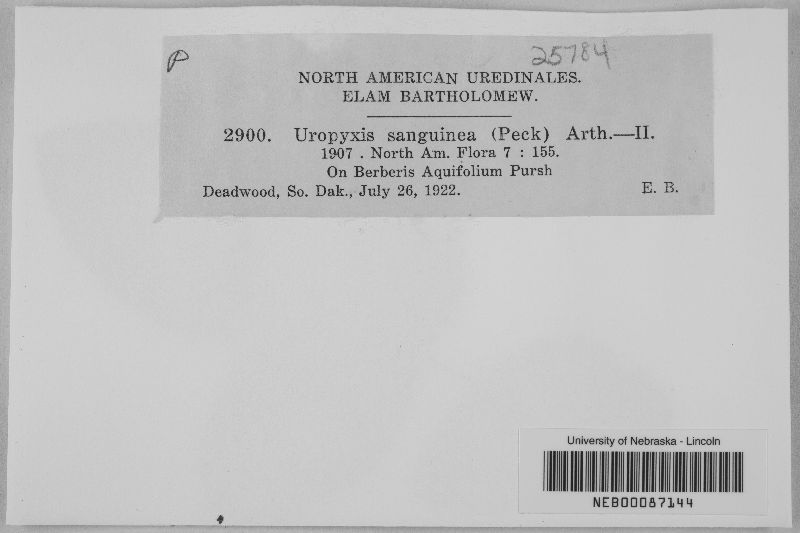 P
25784
NORTH AMERICAN UREDINALES.
ELAM BARTHOLOMEW.
2900. Uropyxis sanguinea (Peck) Arth.—II.
1907 . North Am. Flora 7 : 155.
On Berberis Aquifolium Pursh
Deadwood, So. Dak., July 26, 1922. E. B.
University of Nebraska - Lincoln
NEB00087144